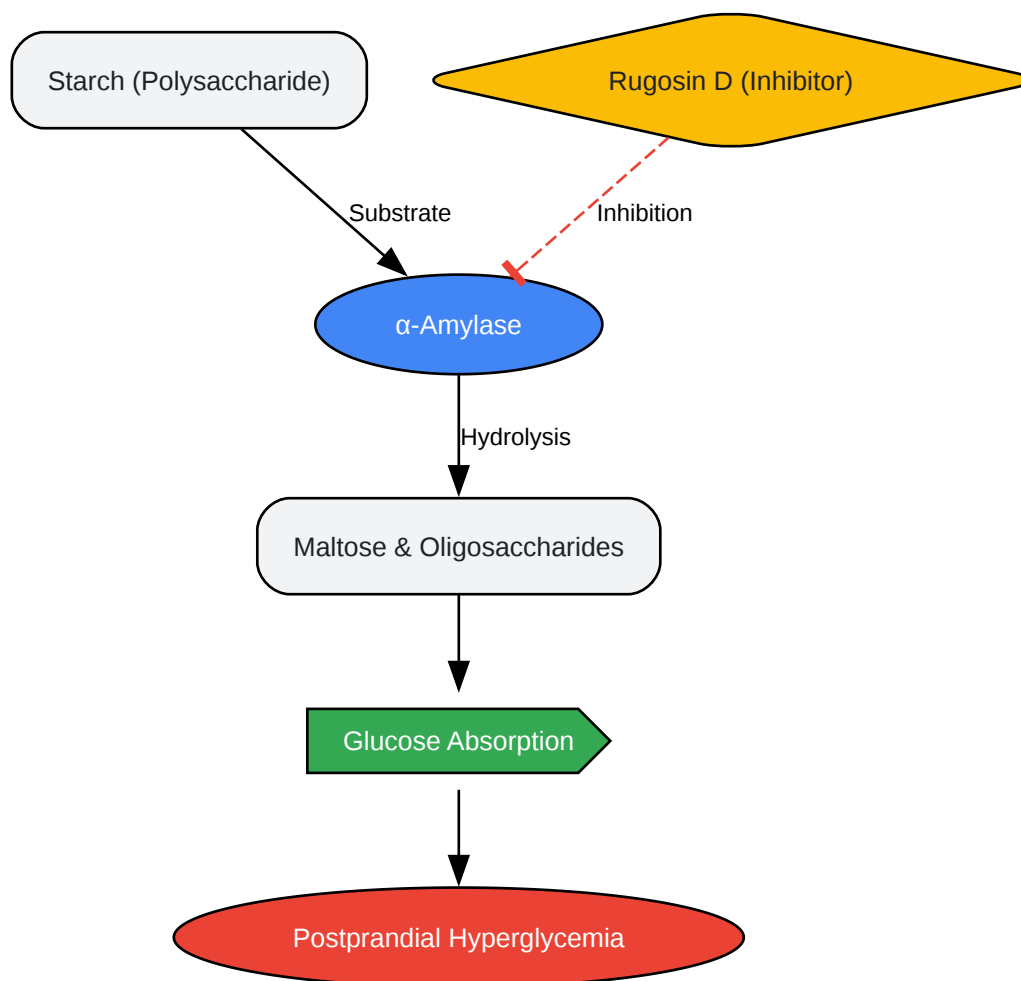 Starch (Polysaccharide)
Rugosin D (Inhibitor)
Substrate
Inhibition
α-Amylase
Hydrolysis
Maltose & Oligosaccharides
Glucose Absorption
Postprandial Hyperglycemia